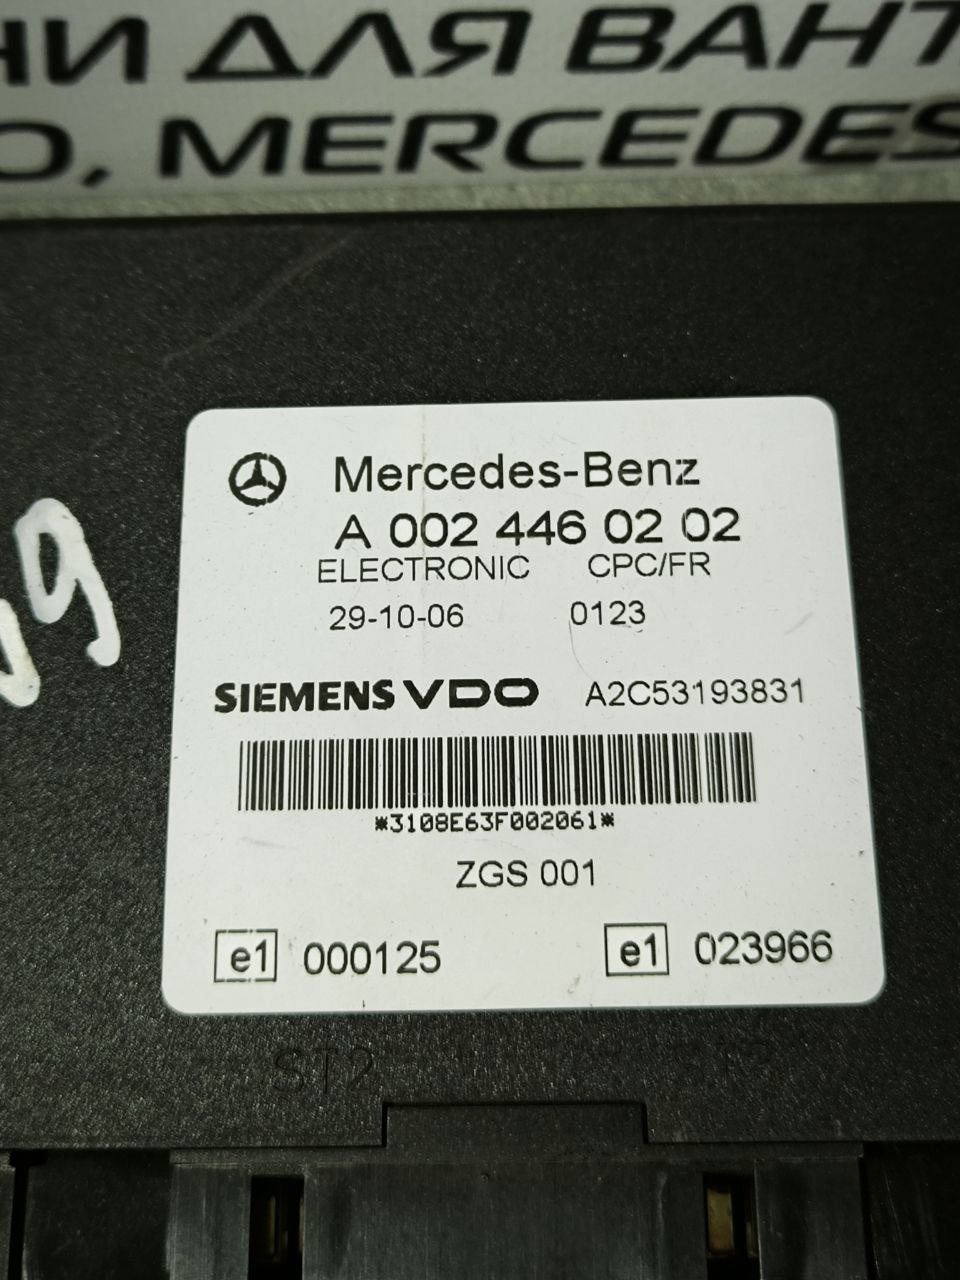 НИ ДЛЯ ВАНТ
O, MERCEDES
Mercedes-Benz
A 002 446 02 02
ELECTRONIC CPC/FR
29-10-06 0123
SIEMENS VDO A2C53193831
*3108E63F002061*
ZGS 001
e1 000125 e1 023966
ST2